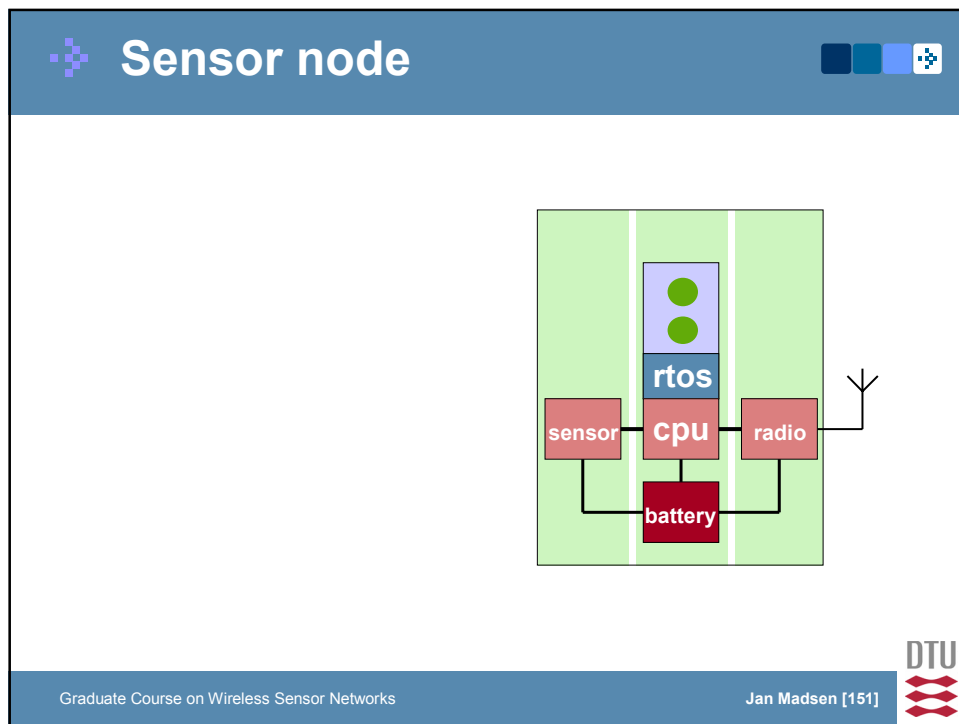 Sensor node
rtos
sensor
cpu
radio
battery
DTU
Graduate Course on Wireless Sensor Networks
Jan Madsen [151]